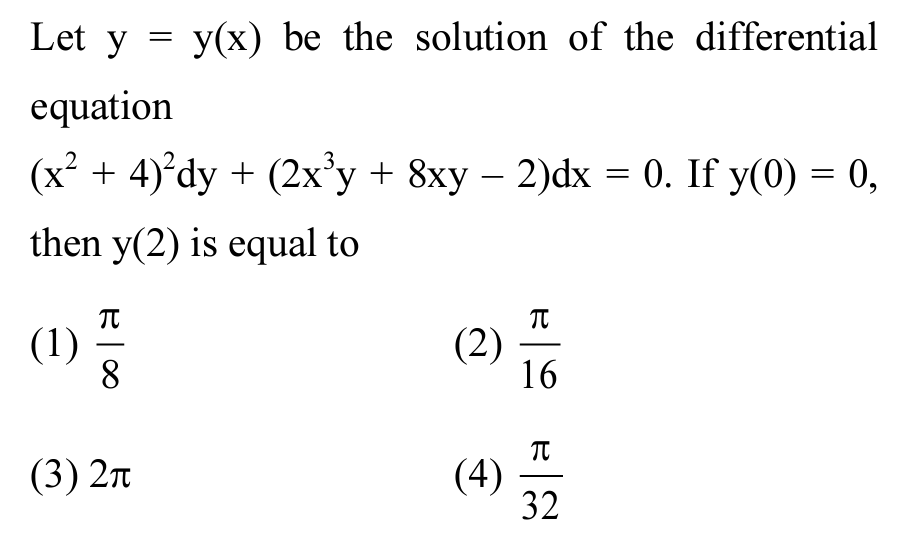 Let y = y(x) be the solution of the differential
equation
(x² + 4)²dy + (2x³y + 8xy – 2)dx = 0. If y(0) = 0,
then y(2) is equal to
(1) π/8 (2) π/16
(3) 2π (4) π/32